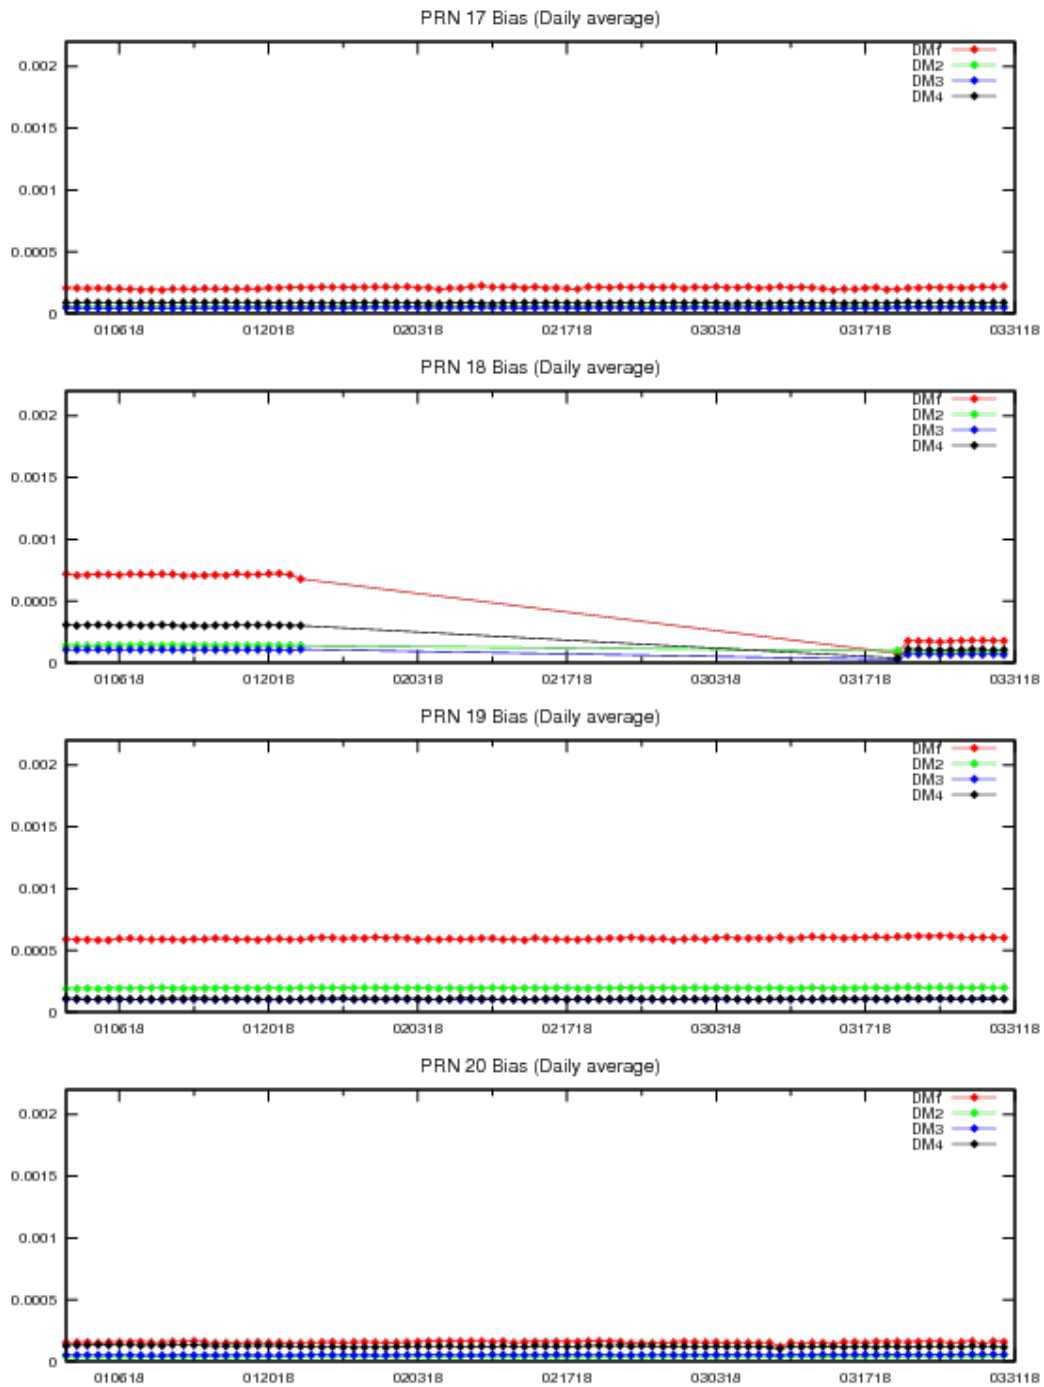 PRN 17 Bias (Daily average)
0.002
0.0015
0.001
0.0005
0
DM1
DM2
DM3
DM4
010618 012018 020318 021718 030318 031718 033118
PRN 18 Bias (Daily average)
0.002
0.0015
0.001
0.0005
0
DM1
DM2
DM3
DM4
010618 012018 020318 021718 030318 031718 033118
PRN 19 Bias (Daily average)
0.002
0.0015
0.001
0.0005
0
DM1
DM2
DM3
DM4
010618 012018 020318 021718 030318 031718 033118
PRN 20 Bias (Daily average)
0.002
0.0015
0.001
0.0005
0
DM1
DM2
DM3
DM4
010618 012018 020318 021718 030318 031718 033118